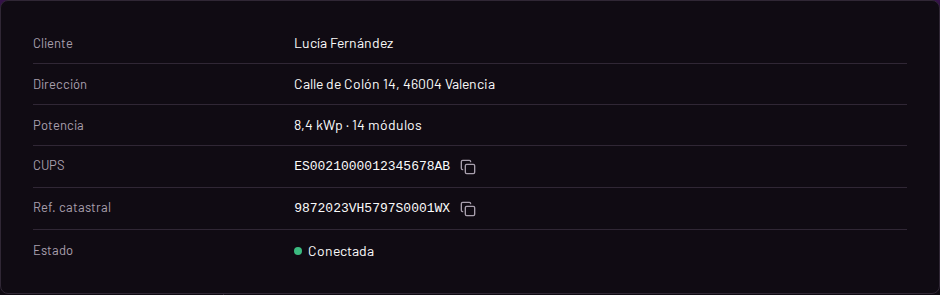 Cliente Lucía Fernández
Dirección Calle de Colón 14, 46004 Valencia
Potencia 8,4 kWp · 14 módulos
CUPS ES0021000012345678AB
Ref. catastral 9872023VH5797S0001WX
Estado Conectada